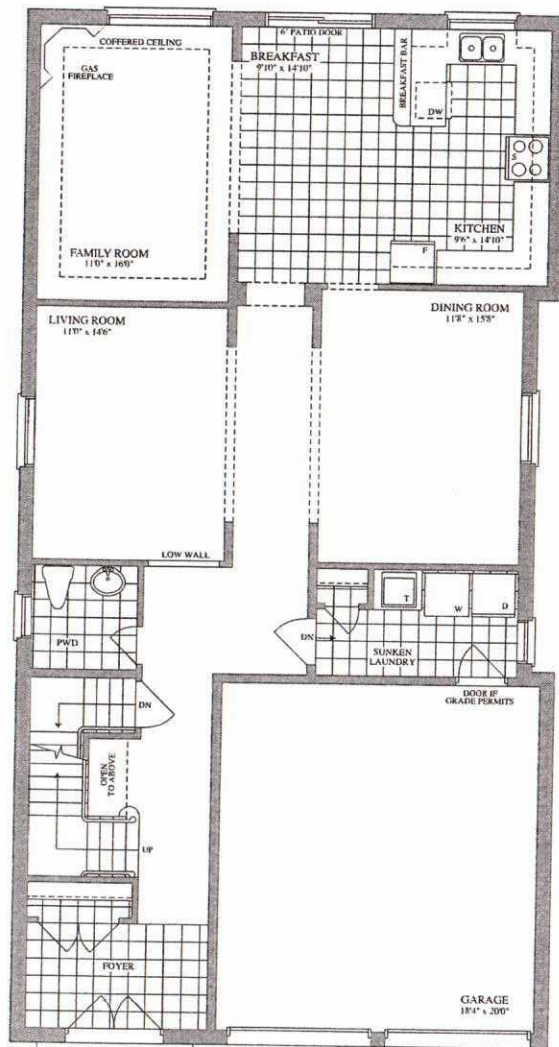 6' PATIO DOOR
COFFERED CEILING
GAS
FIREPLACE
BREAKFAST
9'10" x 14'10"
BREAKFAST BAR
DW
S
FAMILY ROOM
11'0" x 16'0"
KITCHEN
9'6" x 14'10"
F
LIVING ROOM
11'0" x 14'6"
DINING ROOM
11'8" x 15'8"
LOW WALL
PWD
T
W
D
DN
SUNKEN
LAUNDRY
DOOR IF
GRADE PERMITS
DN
OPEN
TO ABOVE
UP
FOYER
GARAGE
18'4" x 20'0"